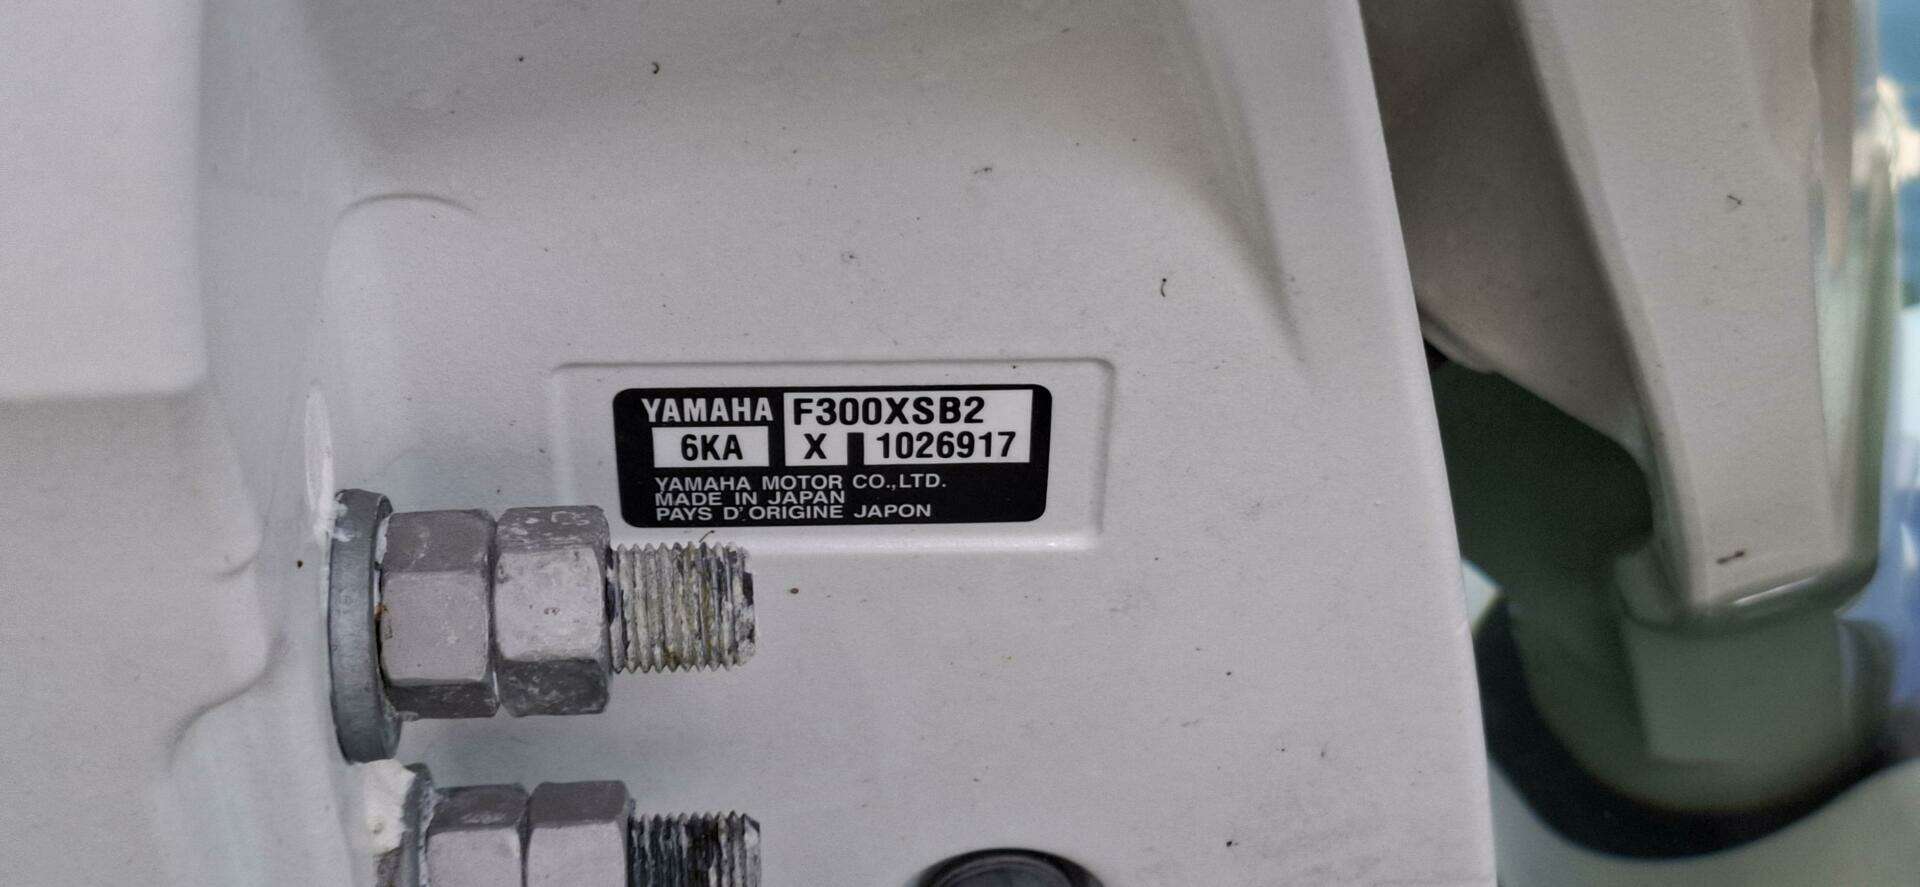 YAMAHA F300XSB2
6KA X 1026917
YAMAHA MOTOR CO.,LTD.
MADE IN JAPAN
PAYS D'ORIGINE JAPON